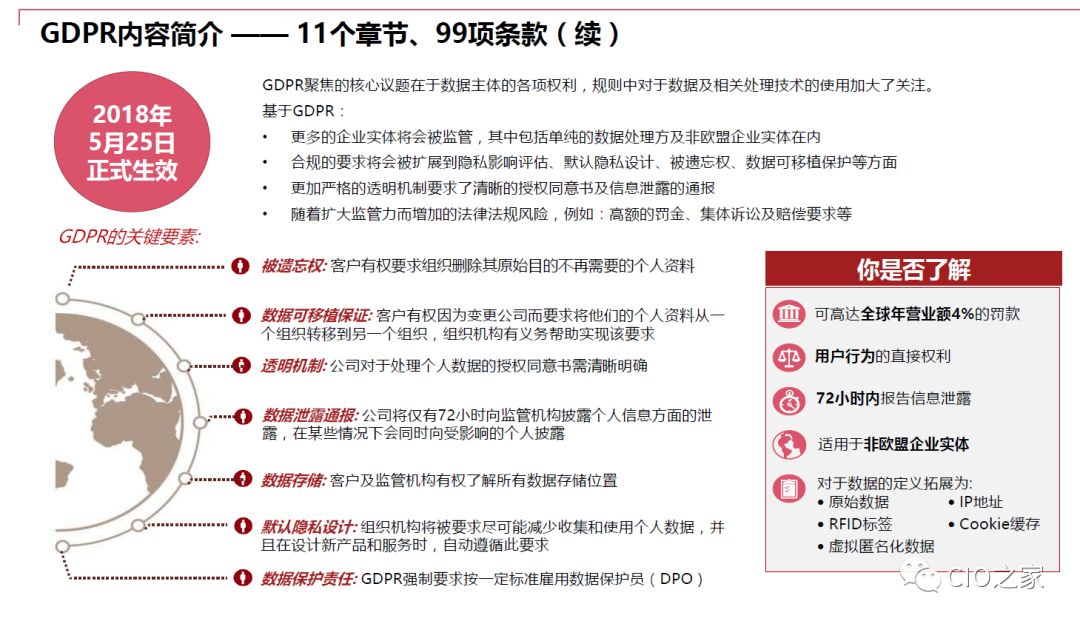 GDPR内容简介 —— 11个章节、99项条款（续）
2018年
5月25日
正式生效
GDPR聚焦的核心议题在于数据主体的各项权利，规则中对于数据及相关处理技术的使用加大了关注。
基于GDPR：
• 更多的企业实体将会被监管，其中包括单纯的数据处理方及非欧盟企业实体在内
• 合规的要求将会被扩展到隐私影响评估、默认隐私设计、被遗忘权、数据可移植保护等方面
• 更加严格的透明机制要求了清晰的授权同意书及信息泄露的通报
• 随着扩大监管力而增加的法律法规风险，例如：高额的罚金、集体诉讼及赔偿要求等
GDPR的关键要素:
被遗忘权: 客户有权要求组织删除其原始目的不再需要的个人资料
数据可移植保证: 客户有权因为变更公司而要求将他们的个人资料从一
个组织转移到另一个组织，组织机构有义务帮助实现该要求
透明机制: 公司对于处理个人数据的授权同意书需清晰明确
数据泄露通报: 公司将仅有72小时向监管机构披露个人信息方面的泄
露，在某些情况下会同时向受影响的个人披露
数据存储: 客户及监管机构有权了解所有数据存储位置
默认隐私设计: 组织机构将被要求尽可能减少收集和使用个人数据，并
且在设计新产品和服务时，自动遵循此要求
数据保护责任: GDPR强制要求按一定标准雇用数据保护员（DPO）
你是否了解
可高达全球年营业额4%的罚款
用户行为的直接权利
72小时内报告信息泄露
适用于非欧盟企业实体
对于数据的定义拓展为:
• 原始数据 • IP地址
• RFID标签 • Cookie缓存
• 虚拟匿名化数据
CIO之家